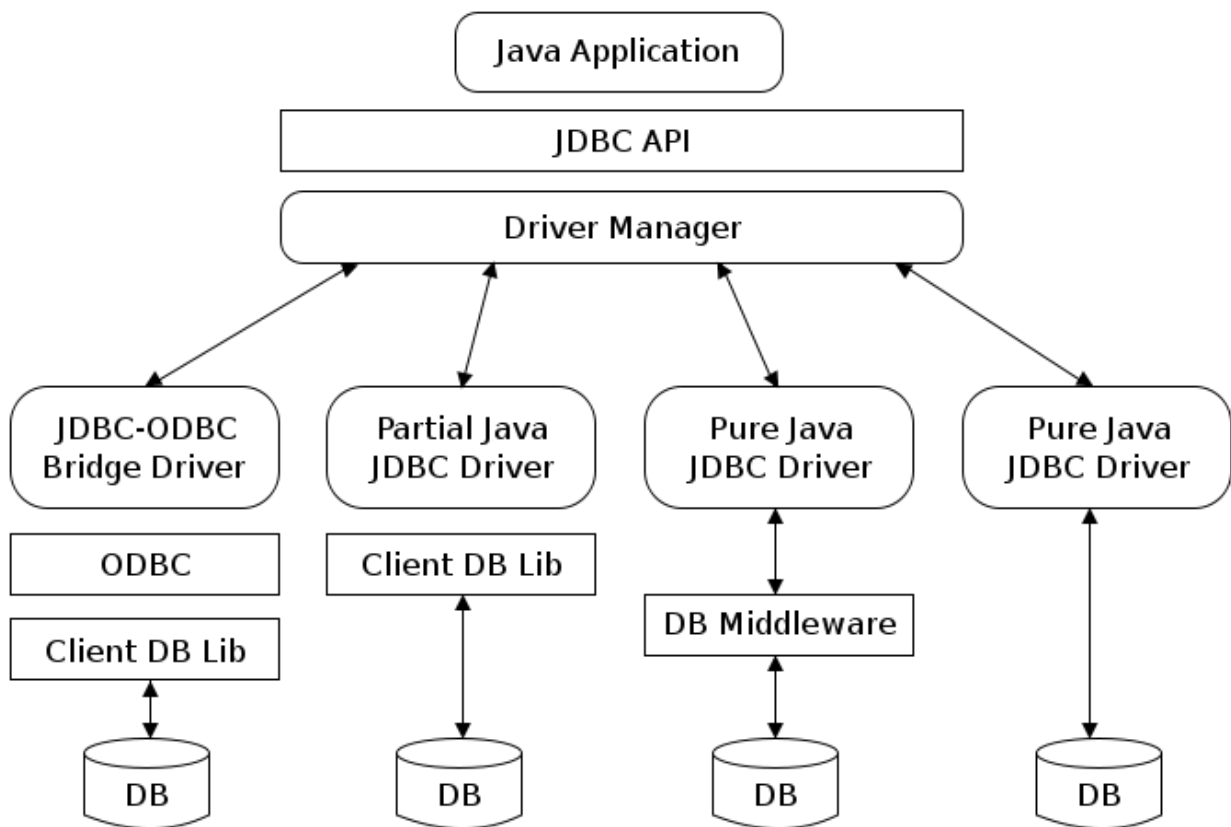 Java Application
JDBC API
Driver Manager
JDBC-ODBC
Bridge Driver
Partial Java
JDBC Driver
Pure Java
JDBC Driver
Pure Java
JDBC Driver
ODBC
Client DB Lib
Client DB Lib
DB Middleware
DB
DB
DB
DB